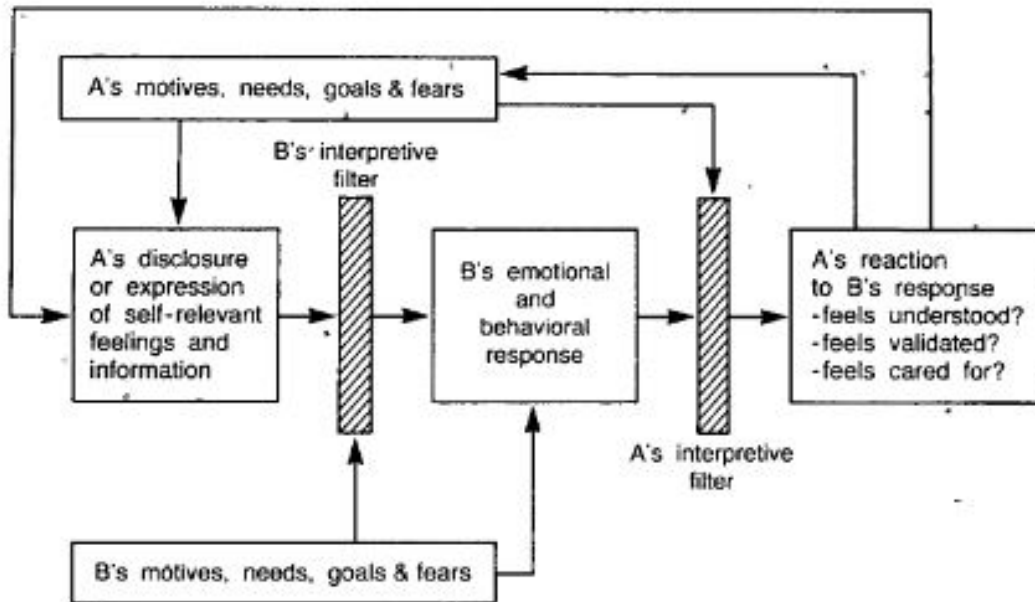 A's motives, needs, goals & fears
B's interpretive
filter
A's disclosure
or expression
of self-relevant
feelings and
information
B's emotional
and
behavioral
response
A's reaction
to B's response
-feels understood?
-feels validated?
-feels cared for?
A's interpretive
filter
B's motives, needs, goals & fears